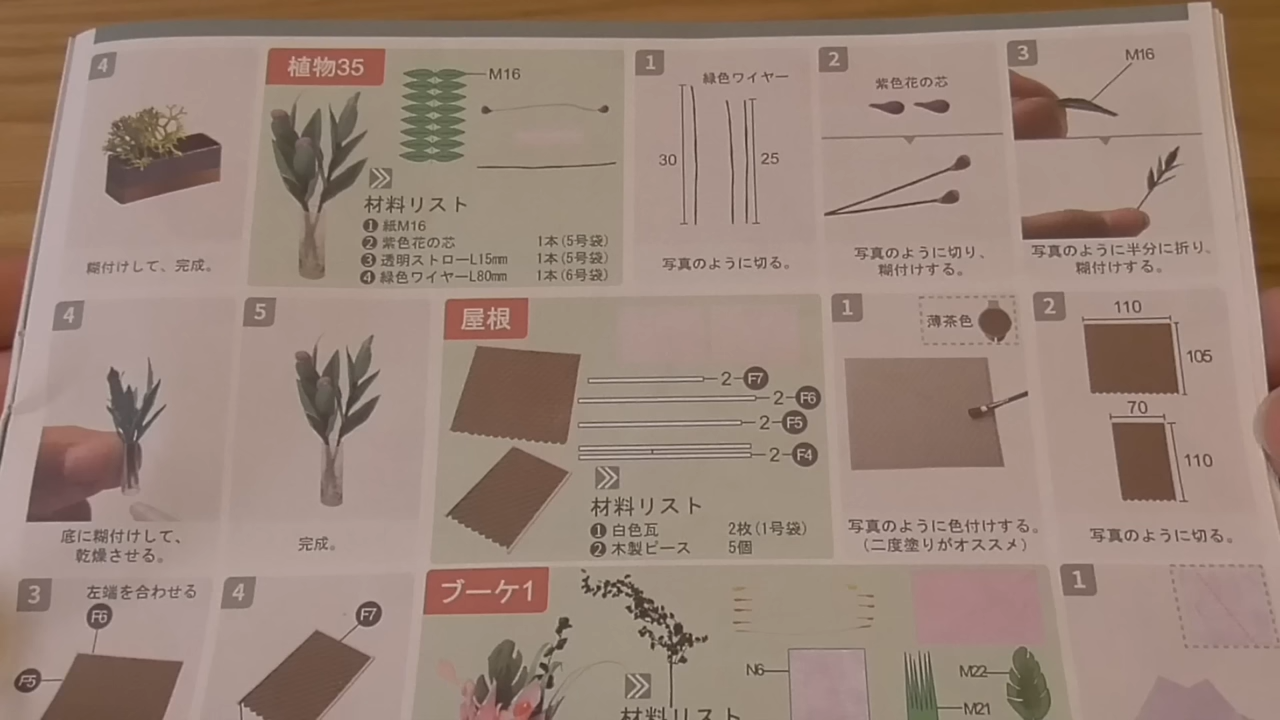 4
糊付けして、完成。
植物35
M16
材料リスト
❶ 紙M16
❷ 紫色花の芯 1本(5号袋)
❸ 透明ストローL15mm 1本(5号袋)
❹ 緑色ワイヤーL80mm 1本(6号袋)
1
緑色ワイヤー
30
25
写真のように切る。
2
紫色花の芯
写真のように切り、
糊付けする。
3
M16
写真のように半分に折り、
糊付けする。
4
底に糊付けして、
乾燥させる。
5
完成。
屋根
2 F7
2 F6
2 F5
2 F4
材料リスト
❶ 白色瓦 2枚(1号袋)
❷ 木製ピース 5個
1
薄茶色
写真のように色付けする。
(二度塗りがオススメ)
2
110
105
70
110
写真のように切る。
3
左端を合わせる
F6
F5
4
F7
ブーケ1
N6
M22
M21
材料リスト
1